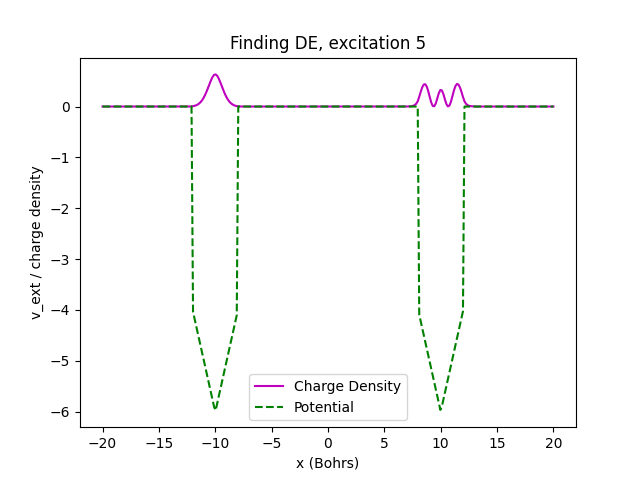 Finding DE, excitation 5
v_ext / charge density
0
−1
−2
−3
−4
−5
−6
Charge Density
Potential
−20 −15 −10 −5 0 5 10 15 20
x (Bohrs)